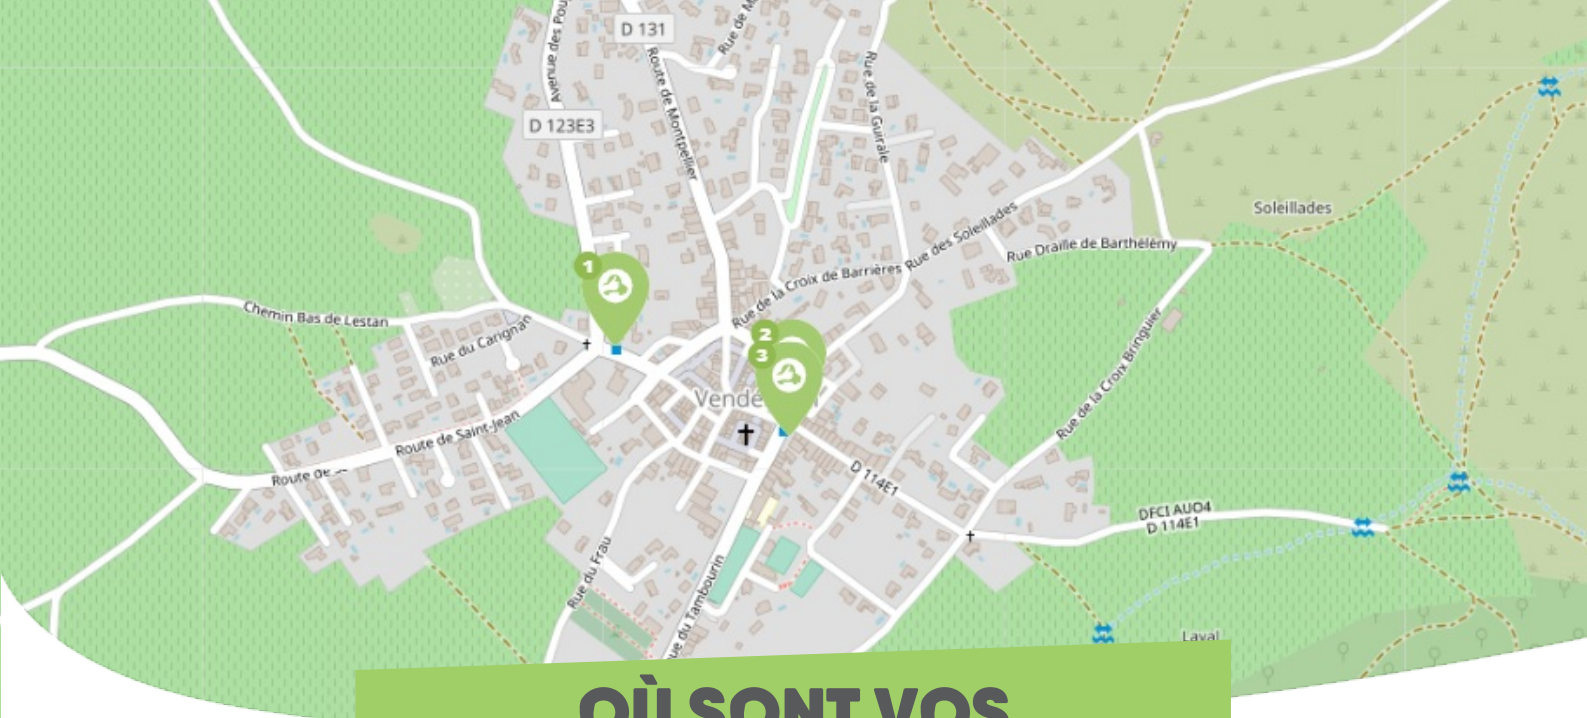 D 131
Rue de M
Avenue des Pou
Route de Montpellier
Rue de la Guirale
D 123E3
Soleillades
Rue des Soleillades
Rue Draille de Barthélémy
1
Rue de la Croix de Barrières
Chemin Bas de Lestan
Rue du Carignan
2
3
Vendé
Rue de la Croix Bringuier
Route de Saint-Jean
Route de S
D 114E1
DFCI AUO4
D 114E1
Rue du Frau
ue du Tambourin
Laval
OÙ SONT VOS